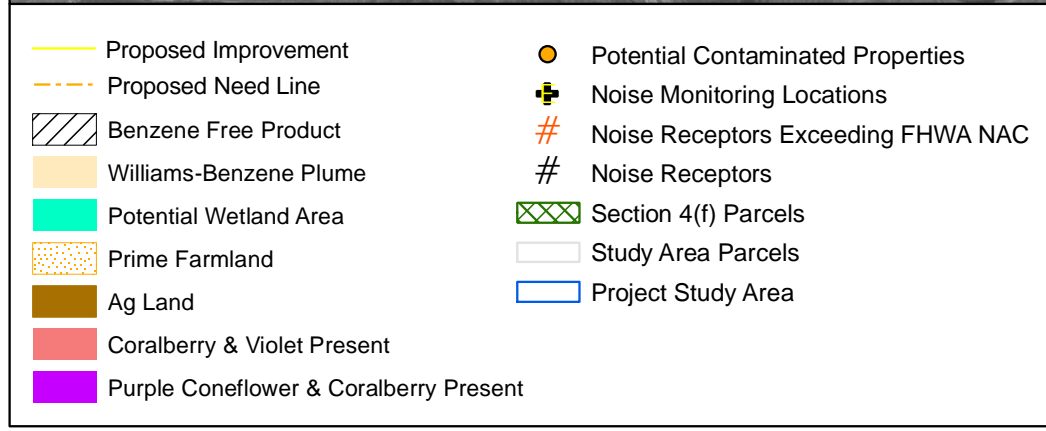 Proposed Improvement
Proposed Need Line
Benzene Free Product
Williams-Benzene Plume
Potential Wetland Area
Prime Farmland
Ag Land
Coralberry & Violet Present
Purple Coneflower & Coralberry Present
Potential Contaminated Properties
Noise Monitoring Locations
# Noise Receptors Exceeding FHWA NAC
# Noise Receptors
Section 4(f) Parcels
Study Area Parcels
Project Study Area